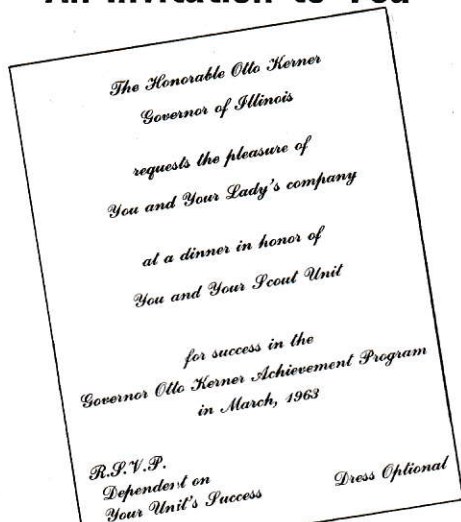 An Invitation to You
The Honorable Otto Kerner
Governor of Illinois
requests the pleasure of
You and Your Lady's company
at a dinner in honor of
You and Your Scout Unit
for success in the
Governor Otto Kerner Achievement Program
in March, 1963
R.S.V.P.
Dependent on
Your Unit's Success
Dress Optional